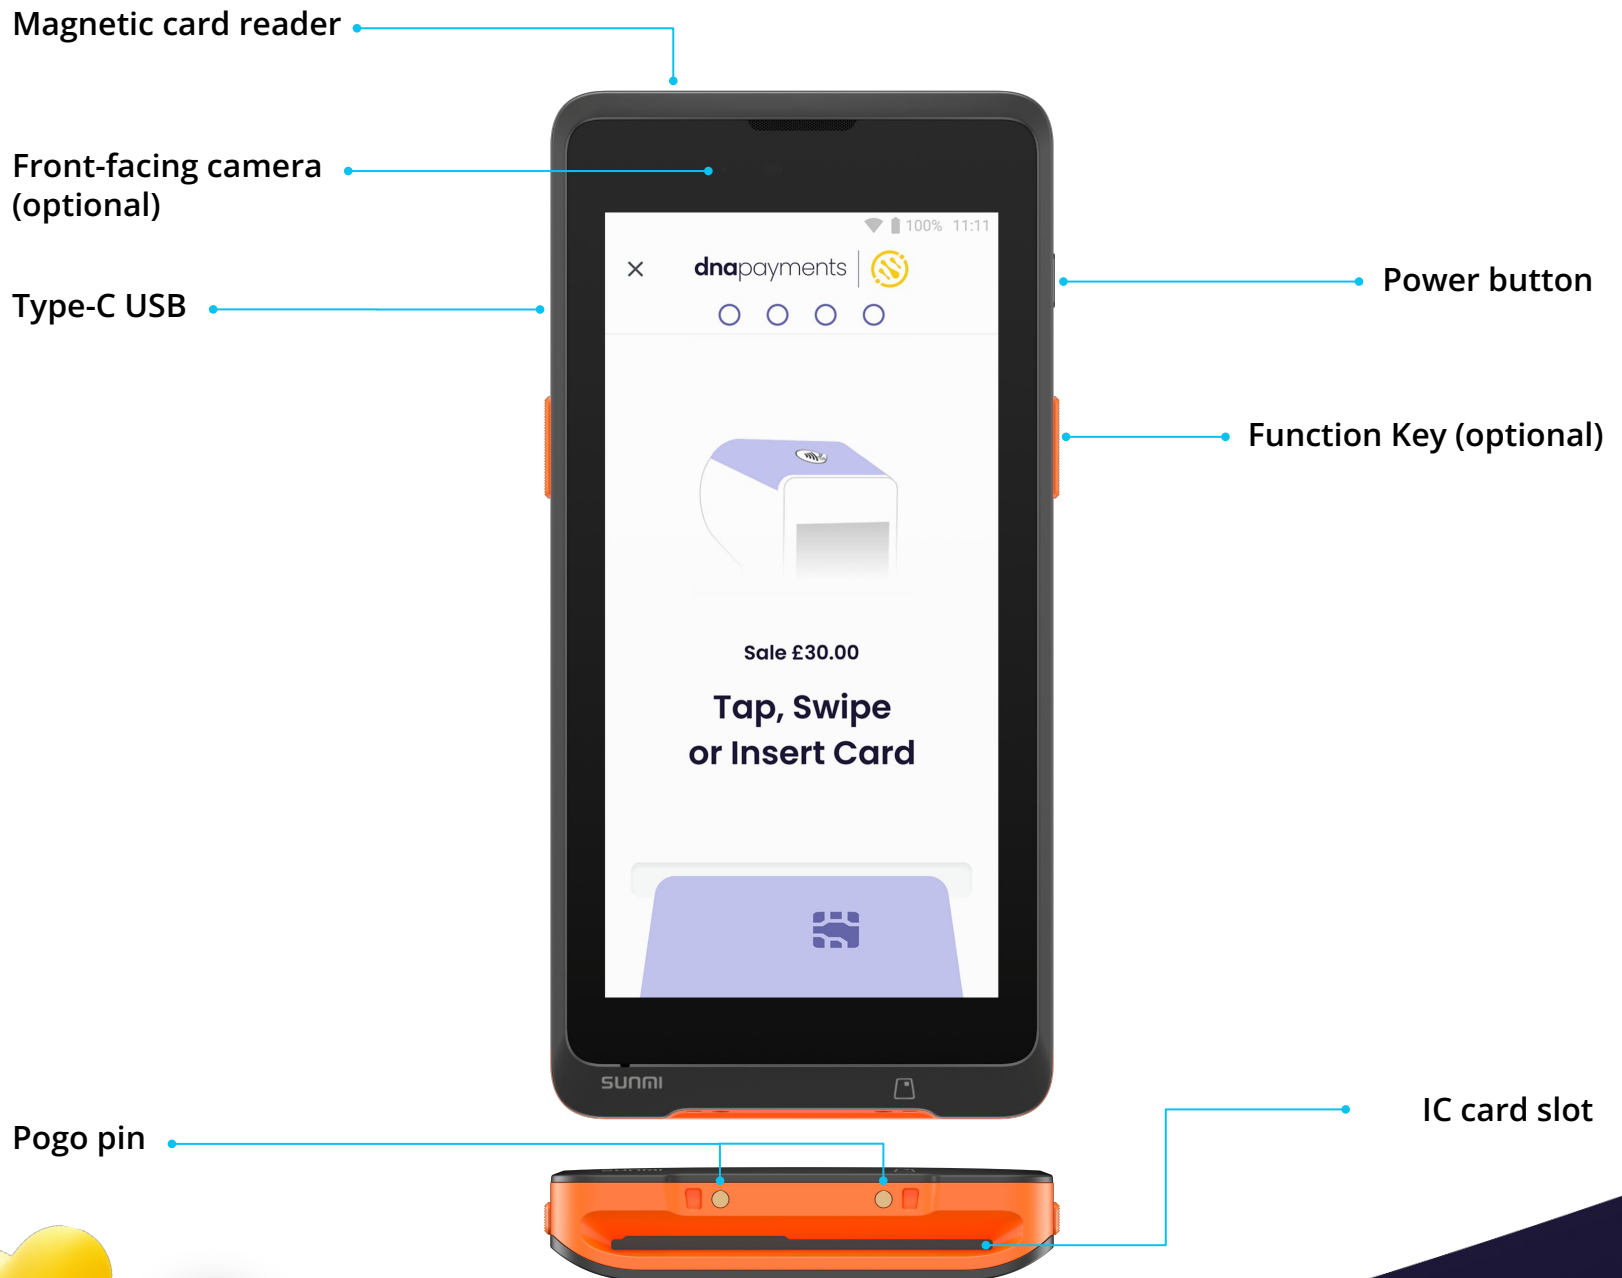 Magnetic card reader
Front-facing camera
(optional)
Type-C USB
Power button
Function Key (optional)
100% 11:11
dnapayments
Sale £30.00
Tap, Swipe
or Insert Card
SUNMI
IC card slot
Pogo pin